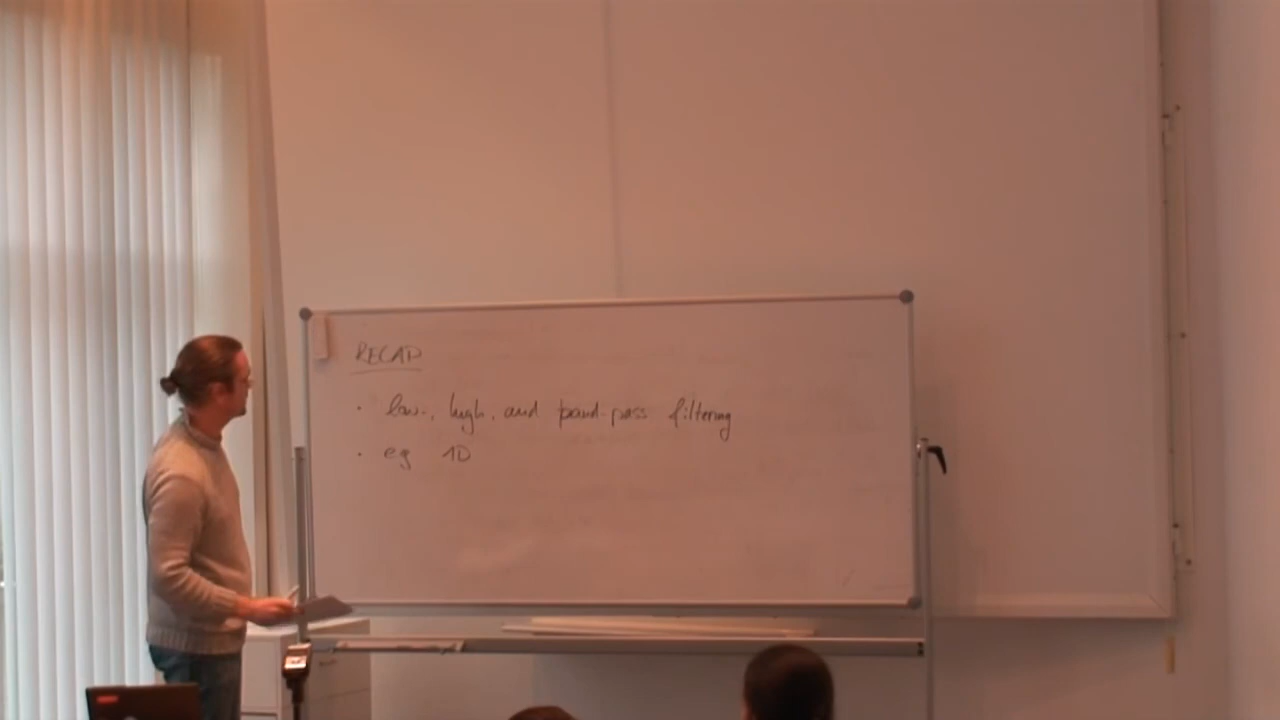 RECAP
· low-, high, and band-pass filtering
· eg 1D